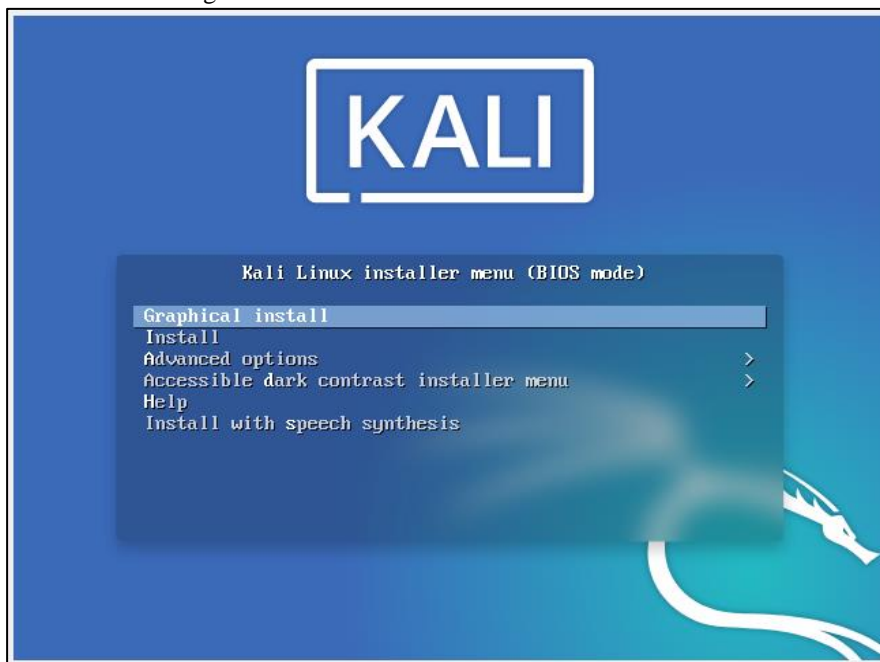 KALI
Kali Linux installer menu (BIOS mode)
Graphical install
Install
Advanced options >
Accessible dark contrast installer menu >
Help
Install with speech synthesis